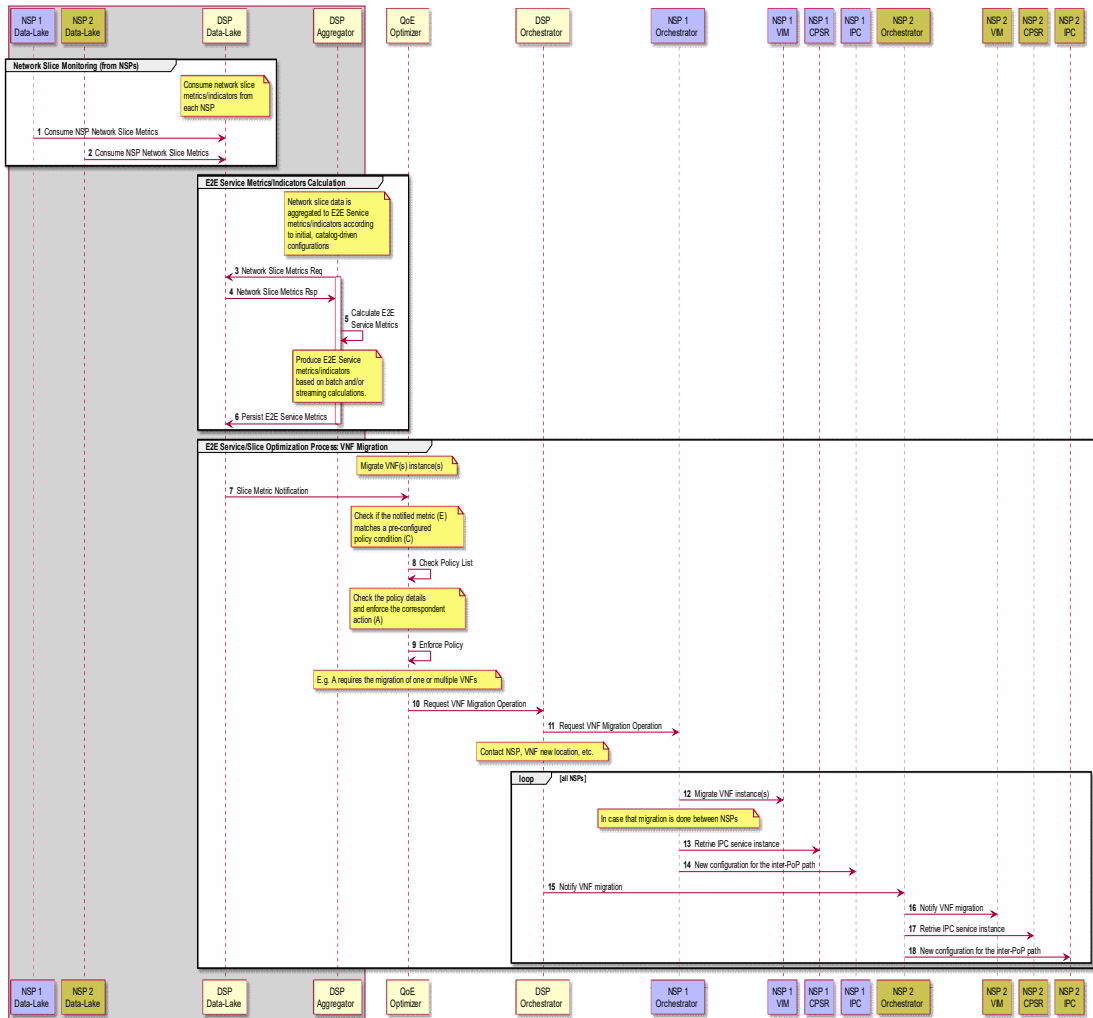 NSP 1
Data-Lake
NSP 2
Data-Lake
DSP
Data-Lake
DSP
Aggregator
QoE
Optimizer
DSP
Orchestrator
NSP 1
Orchestrator
NSP 1
VIM
NSP 1
CPSR
NSP 1
IPC
NSP 2
Orchestrator
NSP 2
VIM
NSP 2
CPSR
NSP 2
IPC
Network Slice Monitoring (from NSPs)
Consume network slice
metrics/indicators from
each NSP
1 Consume NSP Network Slice Metrics
2 Consume NSP Network Slice Metrics
E2E Service Metrics/Indicators Calculation
Network slice data is
aggregated to E2E Service
metrics/indicators according
to initial, catalog-driven
configurations
3 Network Slice Metrics Req
4 Network Slice Metrics Rsp
5 Calculate E2E
Service Metrics
Produce E2E Service
metrics/indicators
based on batch and/or
streaming calculations.
6 Persist E2E Service Metrics
E2E Service/Slice Optimization Process: VNF Migration
Migrate VNF(s) instance(s)
7 Slice Metric Notification
Check if the notified metric (E)
matches a pre-configured
policy condition (C)
8 Check Policy List
Check the policy details
and enforce the correspondent
action (A)
9 Enforce Policy
E.g. A requires the migration of one or multiple VNFs
10 Request VNF Migration Operation
11 Request VNF Migration Operation
Contact NSP, VNF new location, etc.
loop [all NSPs]
12 Migrate VNF instance(s)
In case that migration is done between NSPs
13 Retrive IPC service instance
14 New configuration for the inter-PoP path
15 Notify VNF migration
16 Notify VNF migration
17 Retrive IPC service instance
18 New configuration for the inter-PoP path
NSP 1
Data-Lake
NSP 2
Data-Lake
DSP
Data-Lake
DSP
Aggregator
QoE
Optimizer
DSP
Orchestrator
NSP 1
Orchestrator
NSP 1
VIM
NSP 1
CPSR
NSP 1
IPC
NSP 2
Orchestrator
NSP 2
VIM
NSP 2
CPSR
NSP 2
IPC